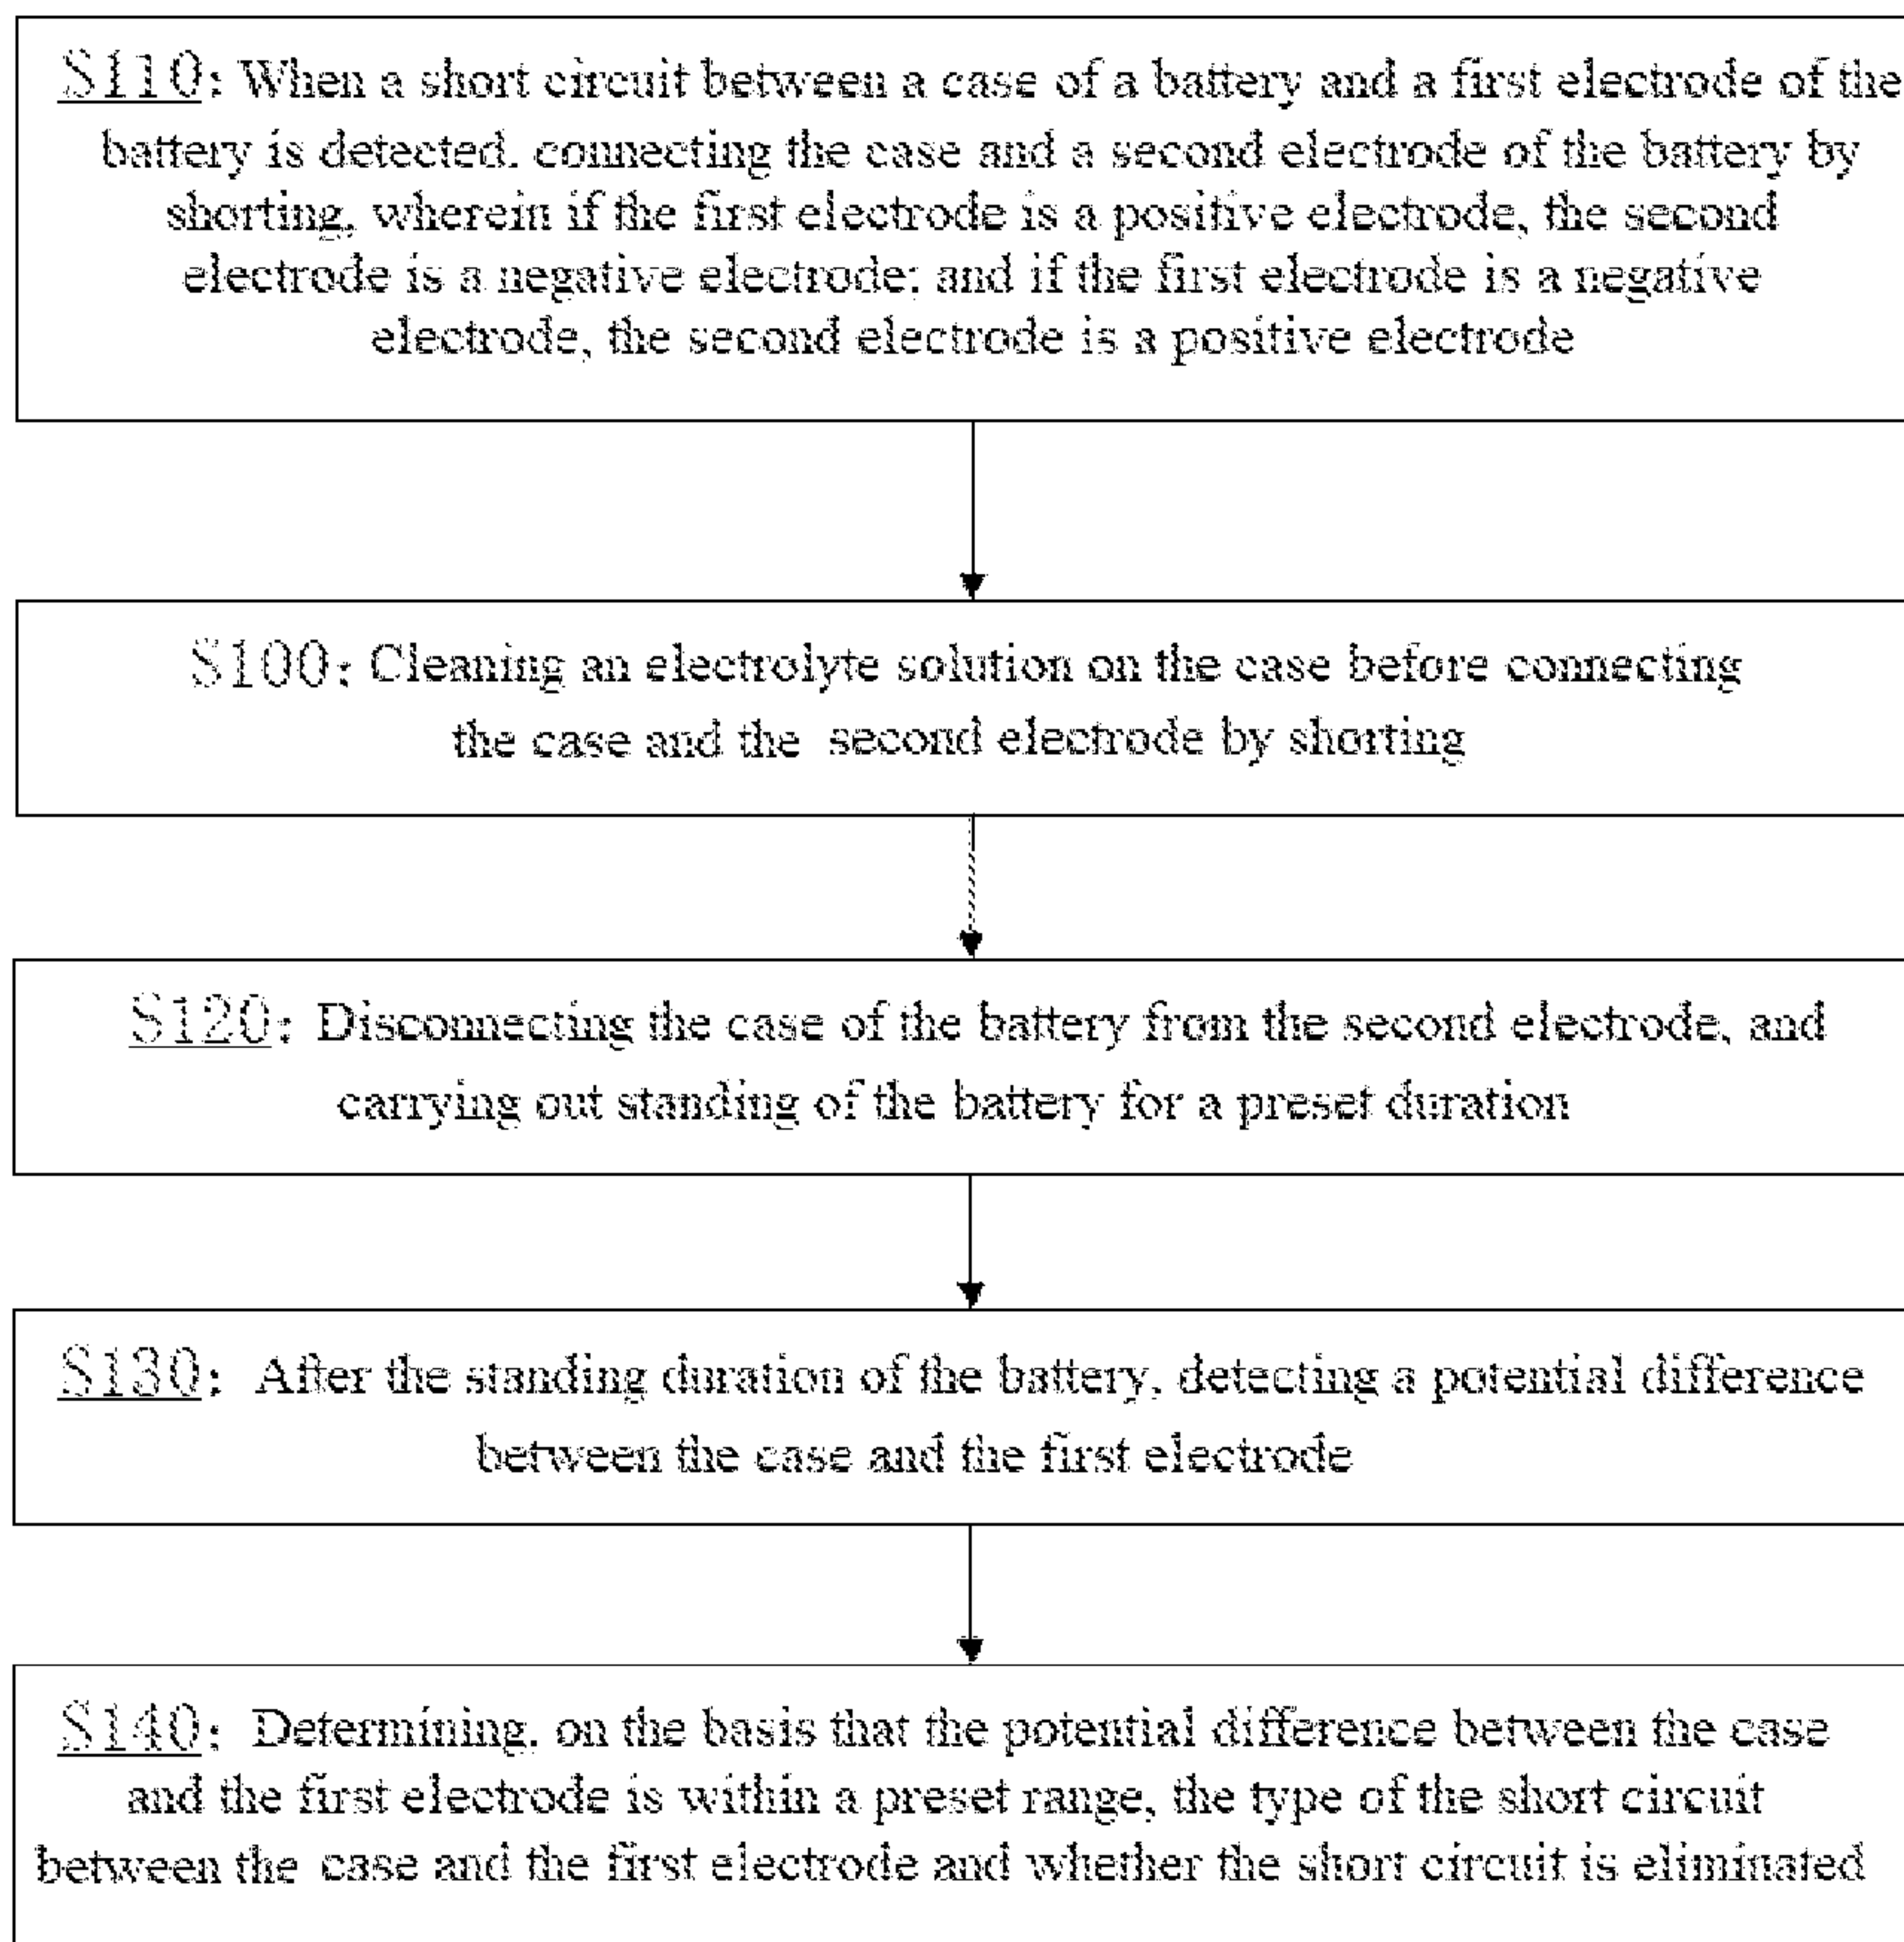 S110: When a short circuit between a case of a battery and a first electrode of the
battery is detected. connecting the case and a second electrode of the battery by
shorting, wherein if the first electrode is a positive electrode, the second
electrode is a negative electrode; and if the first electrode is a negative
electrode, the second electrode is a positive electrode
S100: Cleaning an electrolyte solution on the case before connecting
the case and the second electrode by shorting
S120: Disconnecting the case of the battery from the second electrode, and
carrying out standing of the battery for a preset duration
S130: After the standing duration of the battery, detecting a potential difference
between the case and the first electrode
S140: Determining. on the basis that the potential difference between the case
and the first electrode is within a preset range, the type of the short circuit
between the case and the first electrode and whether the short circuit is eliminated